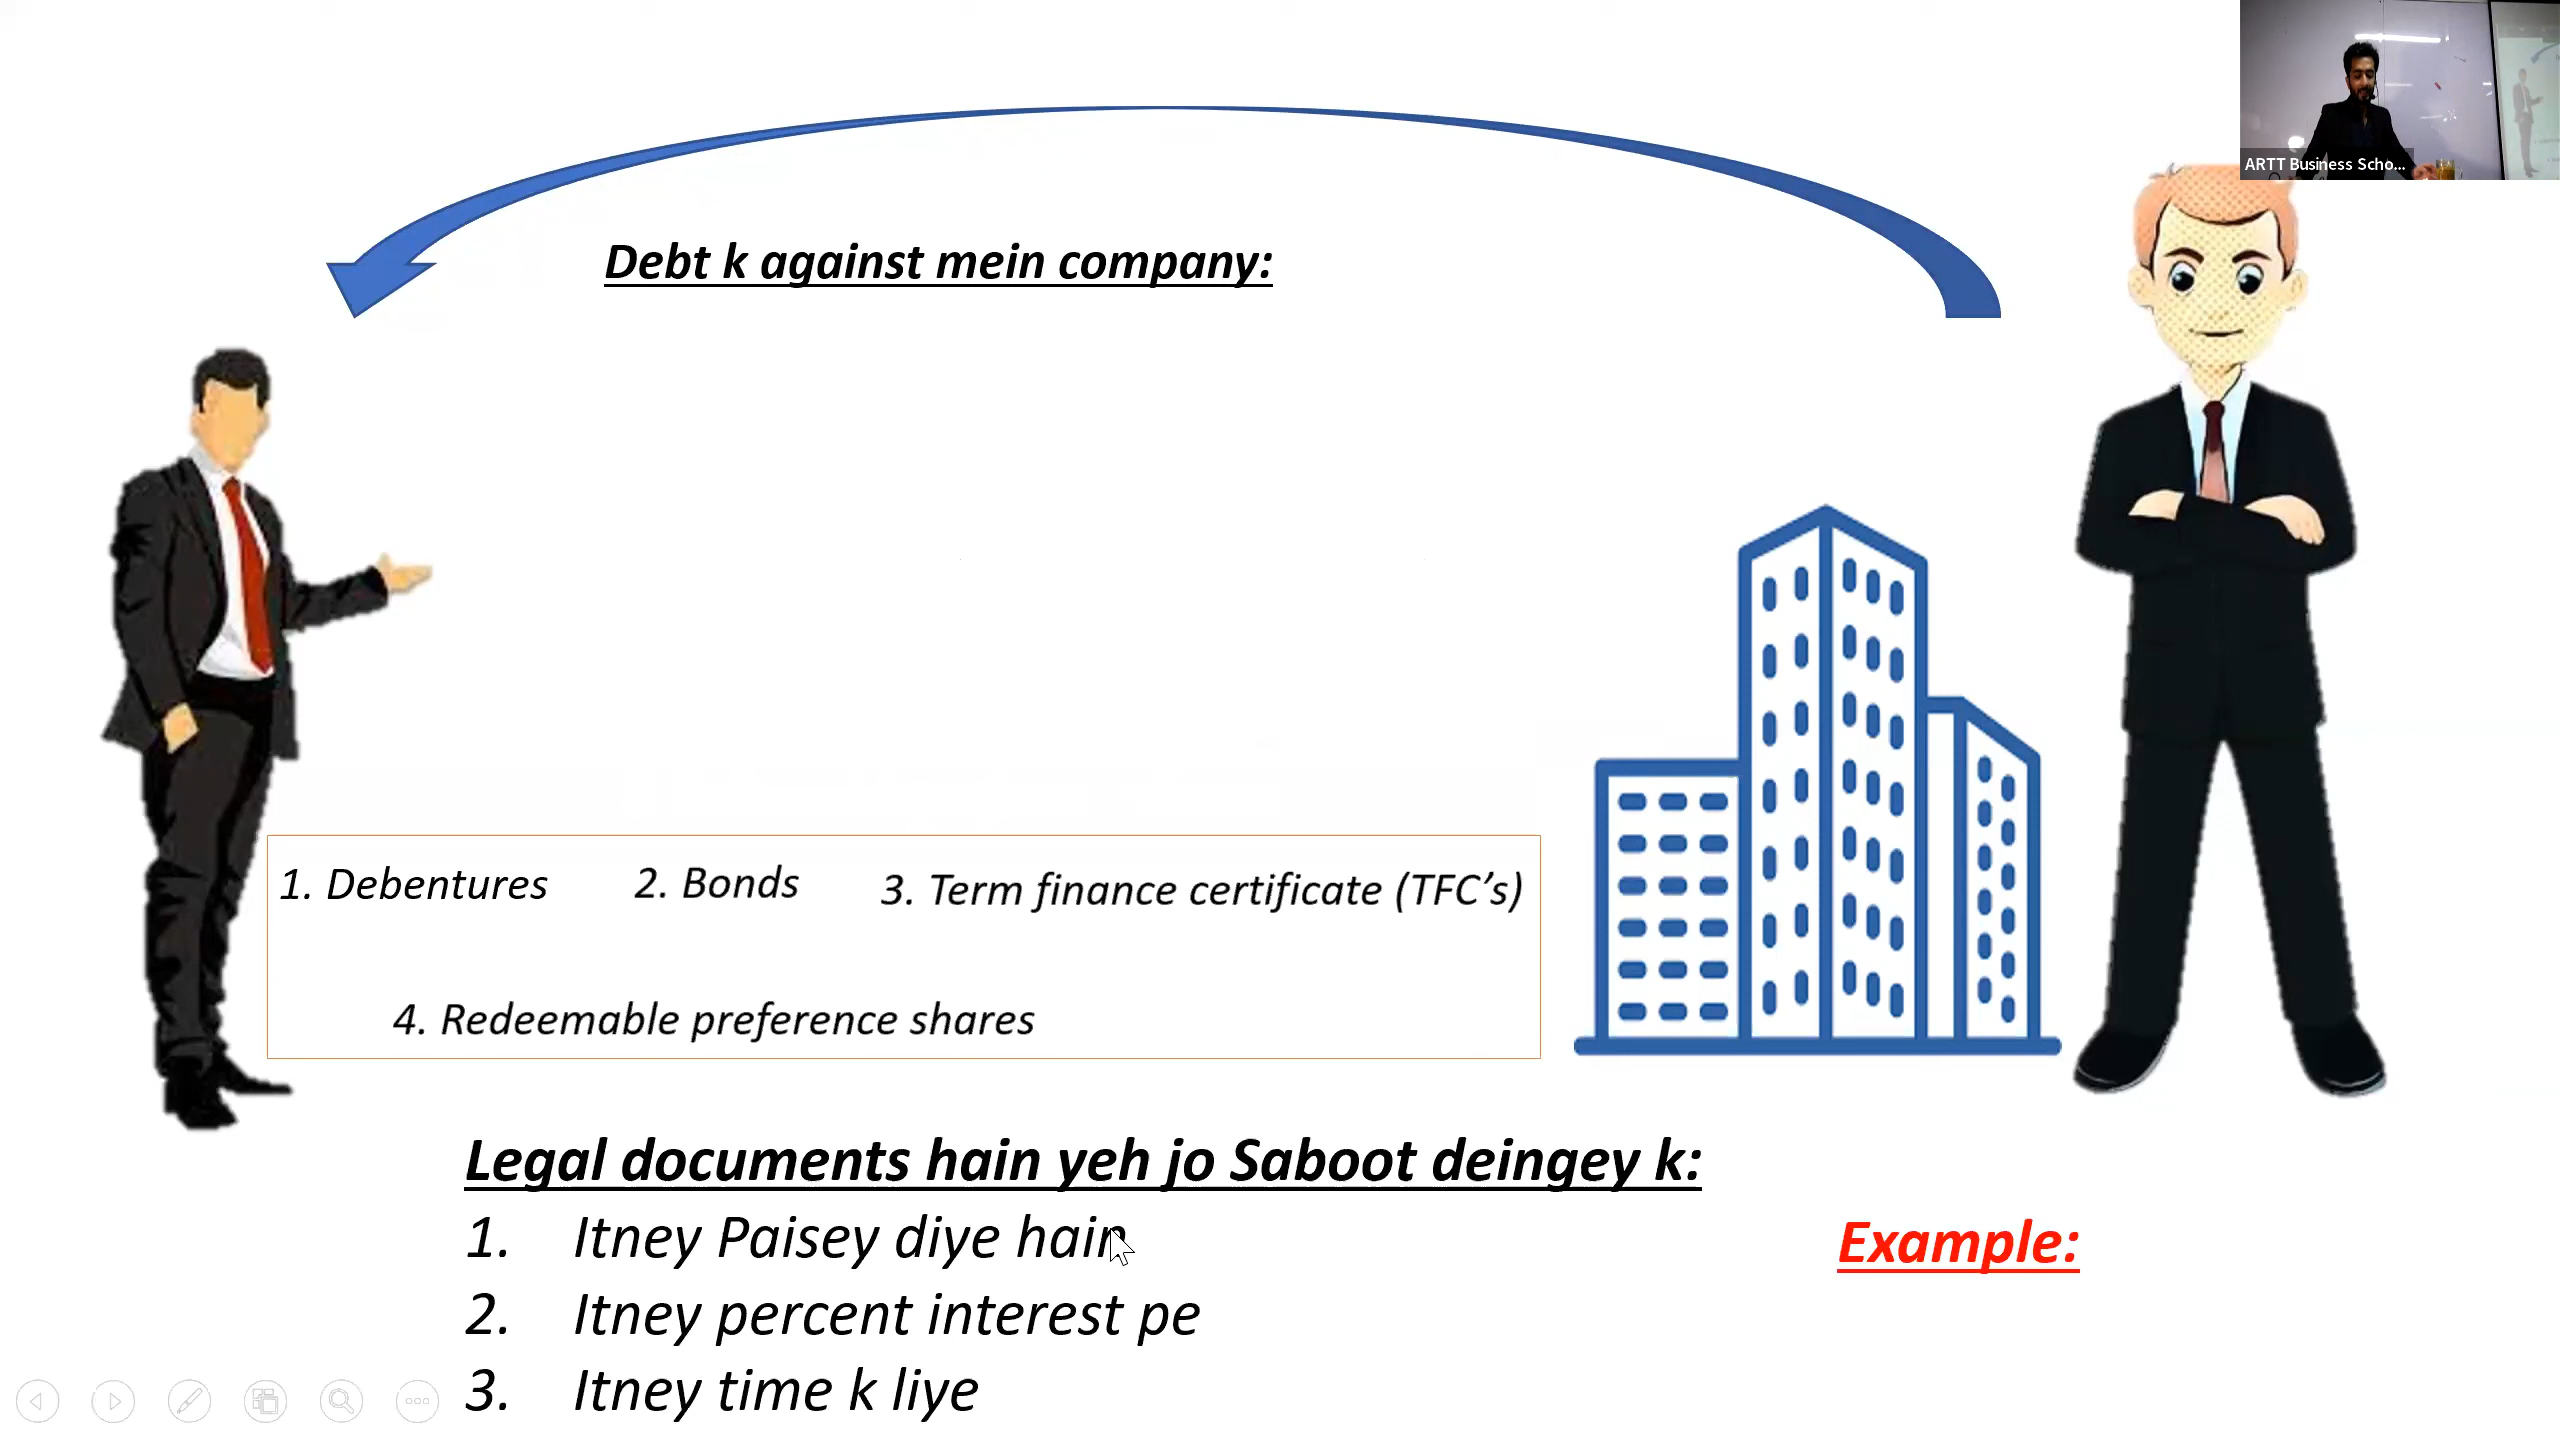 ARTT Business Scho...
Debt k against mein company:
1. Debentures 2. Bonds 3. Term finance certificate (TFC’s)
4. Redeemable preference shares
Legal documents hain yeh jo Saboot deingey k:
1. Itney Paisey diye hain
2. Itney percent interest pe
3. Itney time k liye
Example: